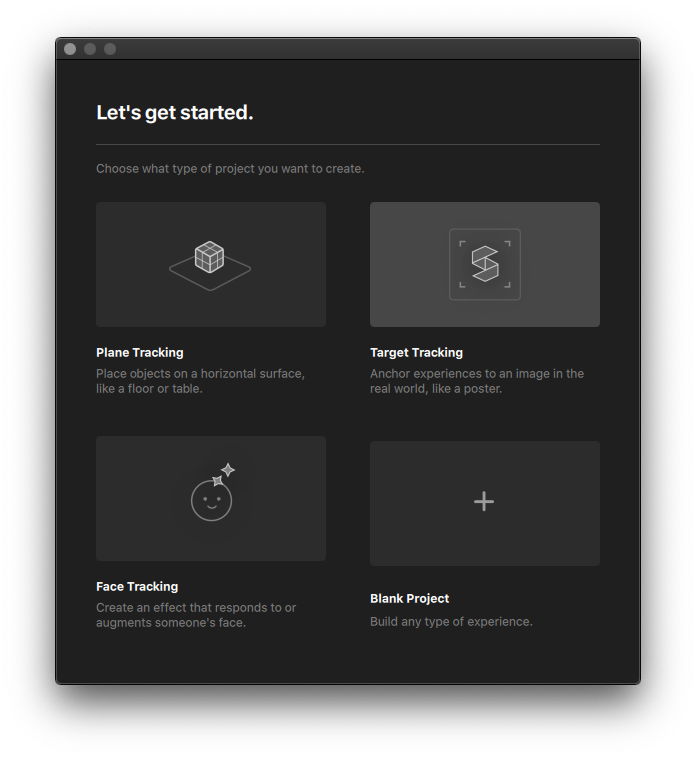 Let's get started.
Choose what type of project you want to create.
Plane Tracking
Place objects on a horizontal surface,
like a floor or table.
Target Tracking
Anchor experiences to an image in the
real world, like a poster.
Face Tracking
Create an effect that responds to or
augments someone's face.
Blank Project
Build any type of experience.